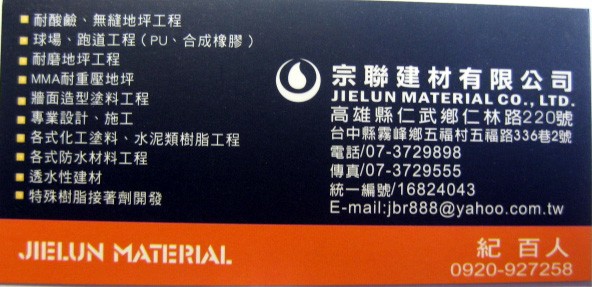 耐酸鹼、無縫地坪工程
球場、跑道工程(PU、合成橡膠)
耐磨地坪工程
MMA耐重壓地坪
牆面造型塗料工程
專業設計、施工
各式化工塗料、水泥類樹脂工程
各式防水材料工程
透水性建材
特殊樹脂接著劑開發
宗聯建材有限公司
JIELUN MATERIAL CO., LTD.
高雄縣仁武鄉仁林路220號
台中縣霧峰鄉五福村五福路336巷2號
電話/07-3729898
傳真/07-3729555
統一編號/16824043
E-mail:jbr888@yahoo.com.tw
JIELUN MATERIAL
紀 百 人
0920-927258